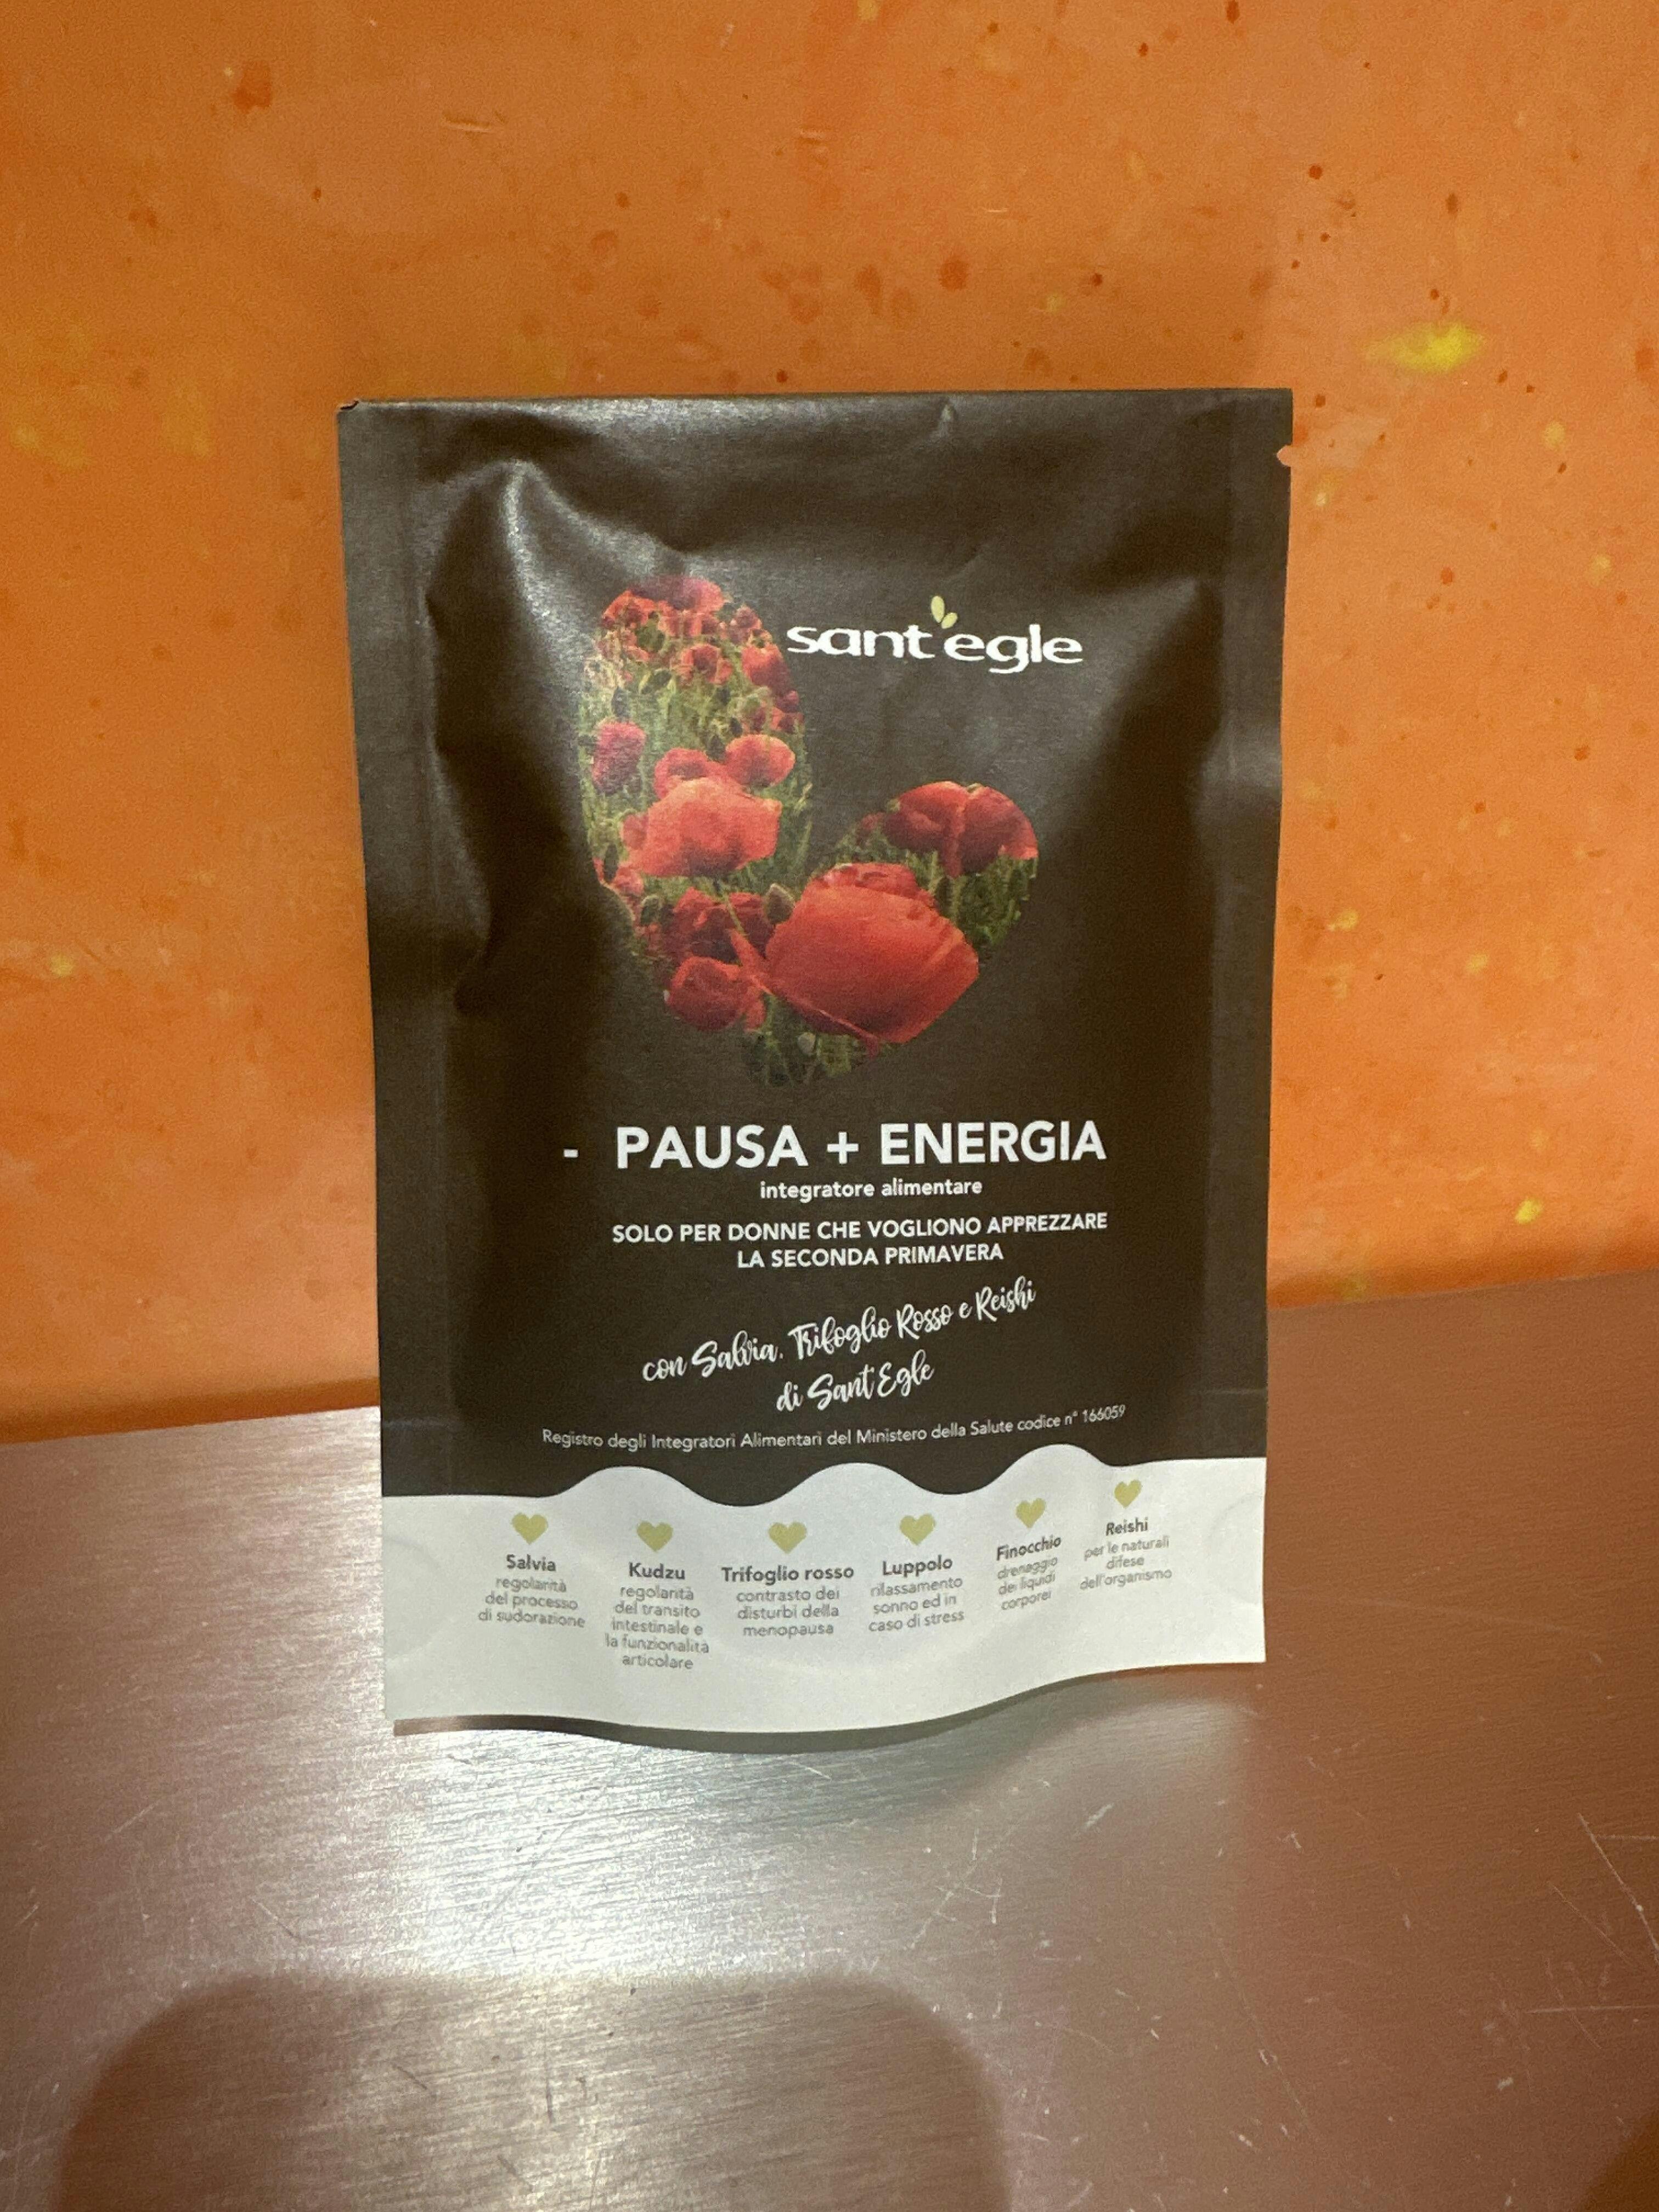 sant'egle
- PAUSA + ENERGIA
integratore alimentare
SOLO PER DONNE CHE VOGLIONO APPREZZARE
LA SECONDA PRIMAVERA
con Salvia, Trifoglio Rosso e Reishi
di Sant'Egle
Registro degli Integratori Alimentari del Ministero della Salute codice n° 166059
Salvia
regolarità
del processo
di sudorazione
Kudzu
regolarità
del transito
intestinale e
la funzionalità
articolare
Trifoglio rosso
contrasto dei
disturbi della
menopausa
Luppolo
rilassamento
sonno ed in
caso di stress
Finocchio
drenaggio
dei liquidi
corporei
Reishi
per le naturali
difese
dell'organismo